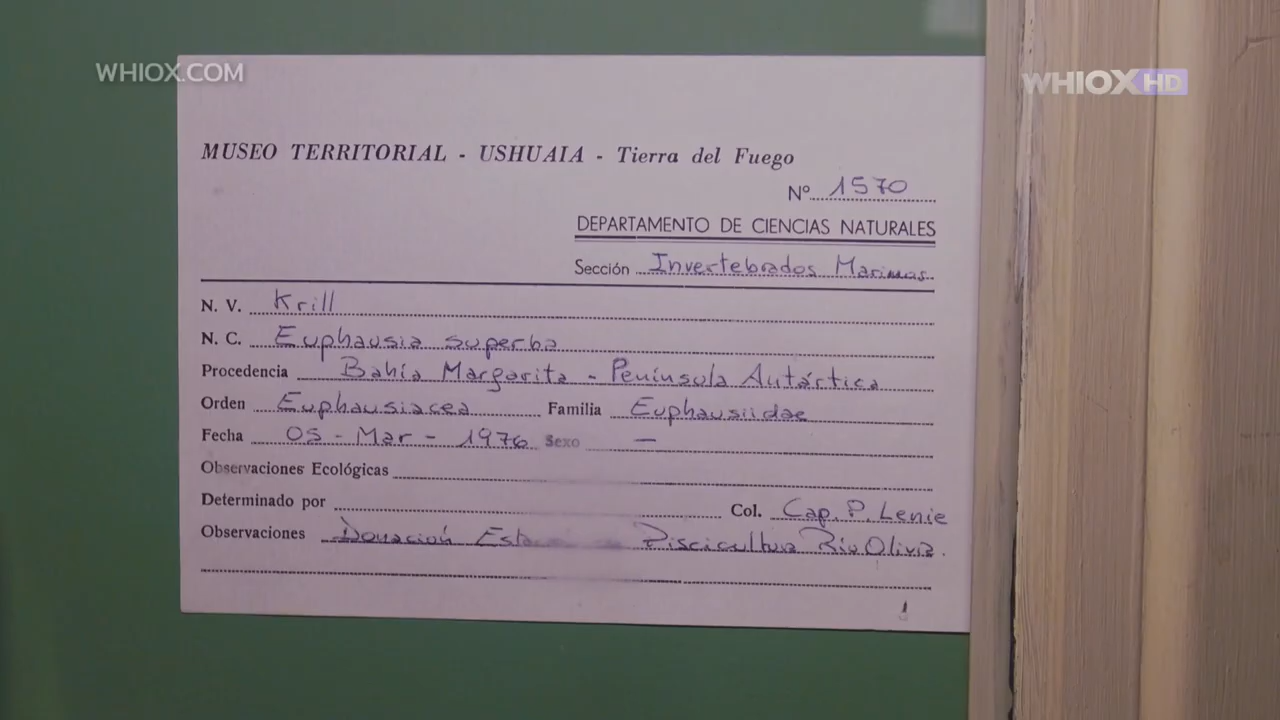 WHIOX.COM
WHIOX HD
MUSEO TERRITORIAL - USHUAIA - Tierra del Fuego
Nº 1570
DEPARTAMENTO DE CIENCIAS NATURALES
Sección Invertebrados Marinos
N. V. Krill
N. C. Euphausia superba
Procedencia Bahía Margarita - Península Antártica
Orden Euphausiacea Familia Euphausiidae
Fecha 05 - Mar - 1976 Sexo —
Observaciones Ecológicas
Determinado por Col. Cap. P. Lenie
Observaciones Donación Piscicultura Río Olivia.